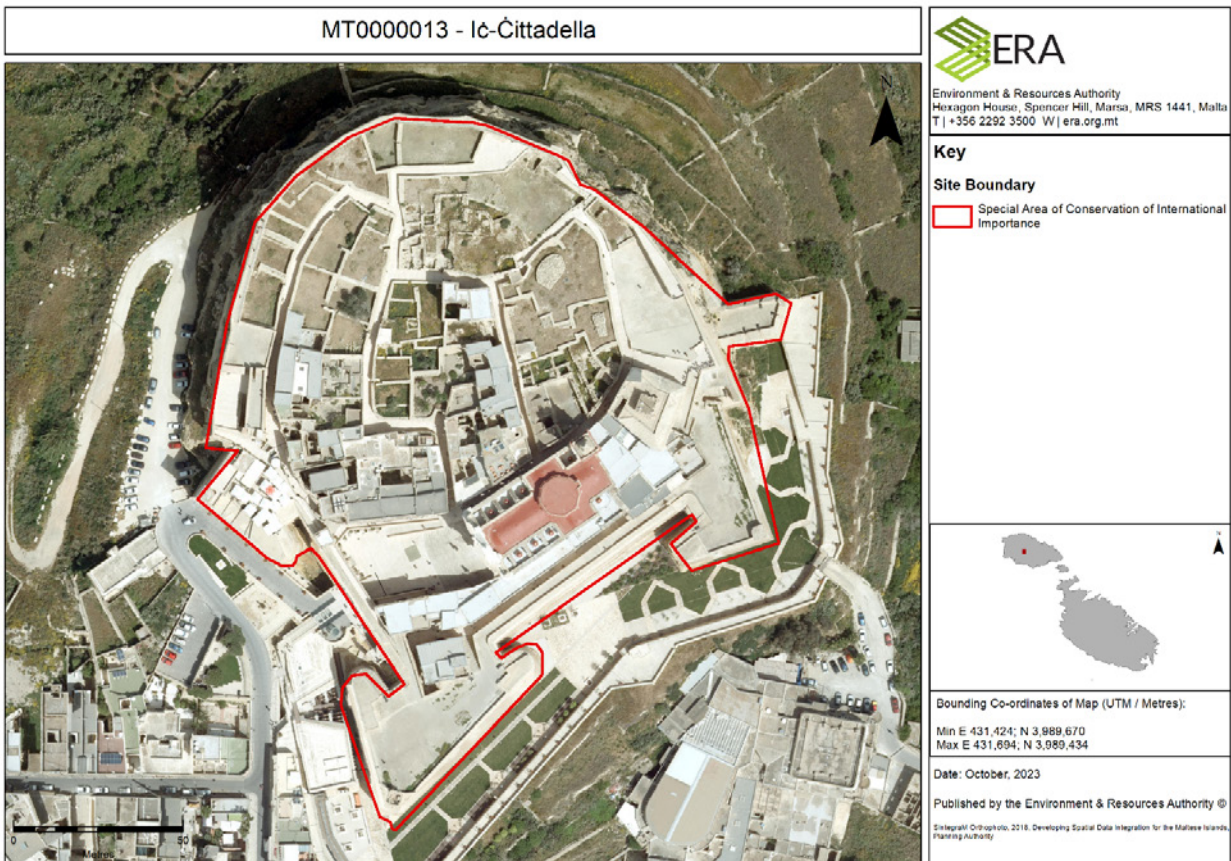 MT0000013 - Iċ-Ċittadella
ERA
Environment & Resources Authority
Hexagon House, Spencer Hill, Marsa, MRS 1441, Malta
T | +356 2292 3500 W | era.org.mt
Key
Site Boundary
Special Area of Conservation of International
Importance
N
N
Bounding Co-ordinates of Map (UTM / Metres):
Min E 431,424; N 3,989,670
Max E 431,694; N 3,989,434
Date: October, 2023
Published by the Environment & Resources Authority ©
SIntegraM Orthophoto, 2018. Developing Spatial Data Integration for the Maltese Islands,
Planning Authority
0 50
Metres